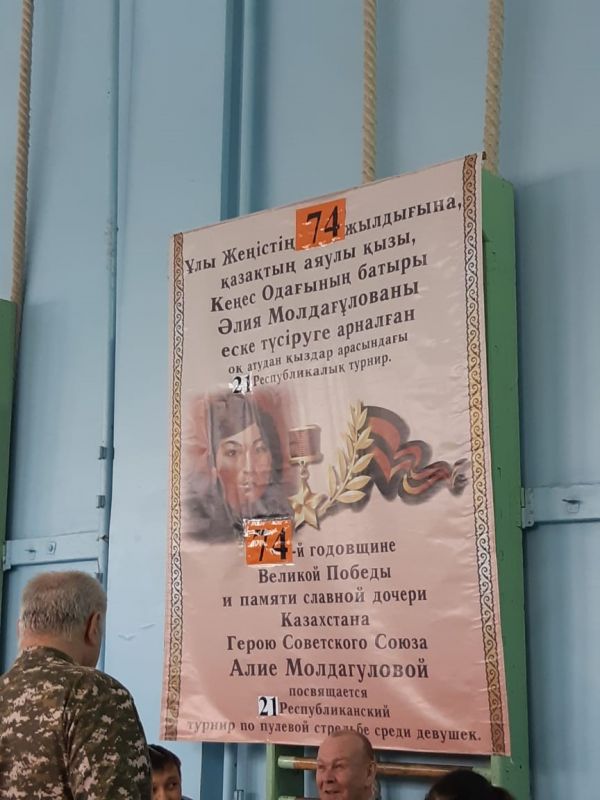 Ұлы Жеңістің 74 жылдығына,
қазақтың аяулы қызы,
Кеңес Одағының батыры
Әлия Молдағұлованы
еске түсіруге арналған
оқ атудан қыздар арасындағы
21 Республикалық турнир.
74-й годовщине
Великой Победы
и памяти славной дочери
Казахстана
Герою Советского Союза
Алие Молдагуловой
посвящается
21 Республиканский
турнир по пулевой стрельбе среди девушек.